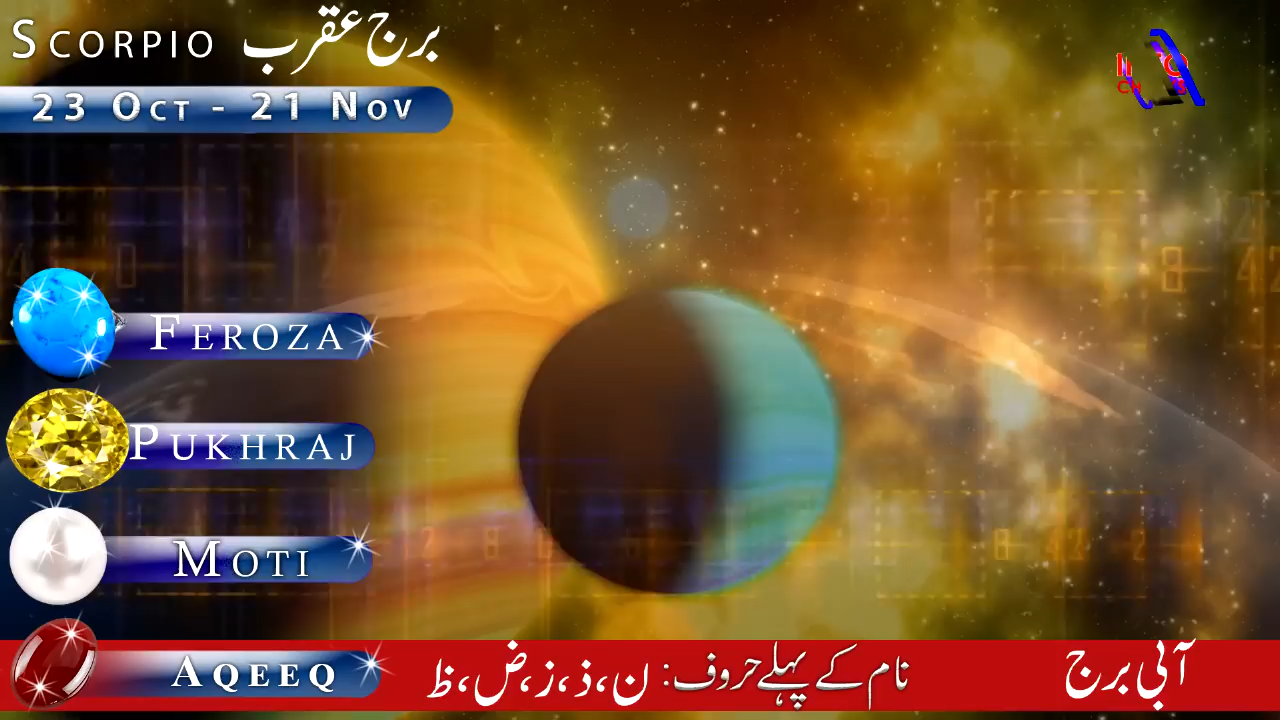 Scorpio برج عقرب
23 Oct - 21 Nov
Feroza
Pukhraj
Moti
Aqeeq
نام کے پہلے حروف: ن، ذ، ز، ض، ظ
آبی برج